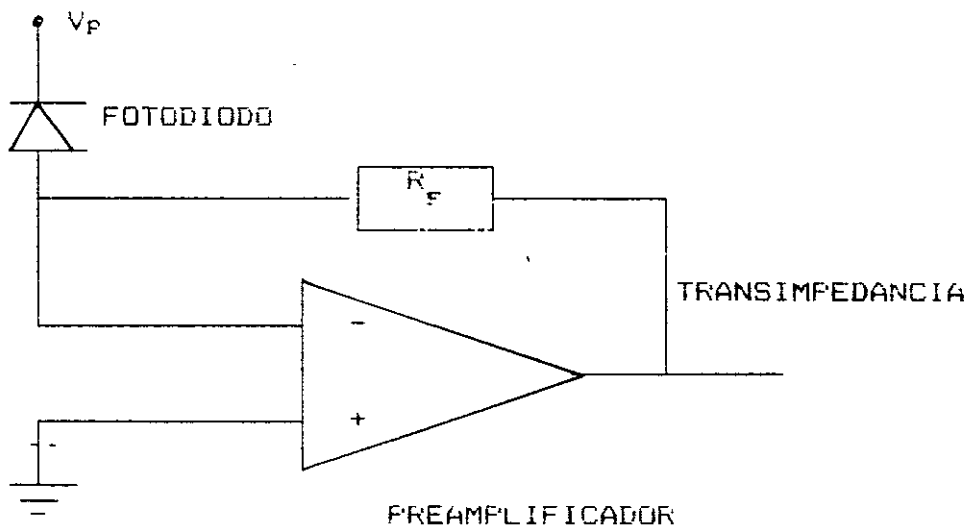 Vp
FOTODIODO
RF
TRANSIMPEDANCIA
-
+
PREAMPLIFICADOR